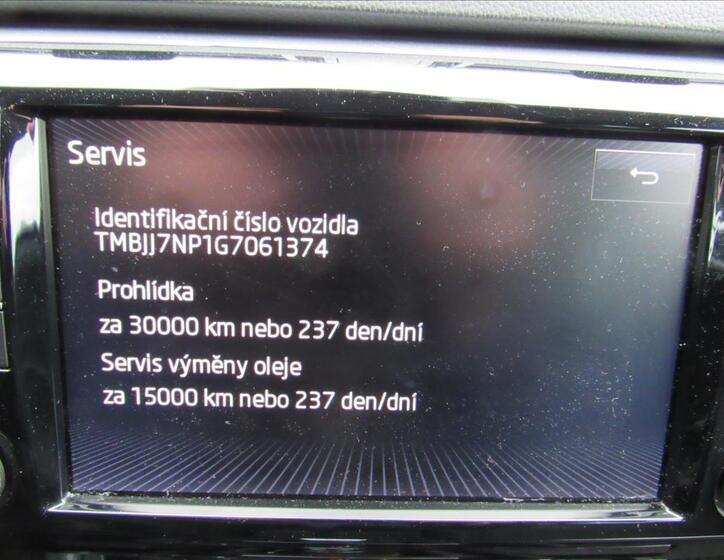 Servis
Identifikační číslo vozidla
TMBJJ7NP1G7061374
Prohlídka
za 30000 km nebo 237 den/dní
Servis výměny oleje
za 15000 km nebo 237 den/dní